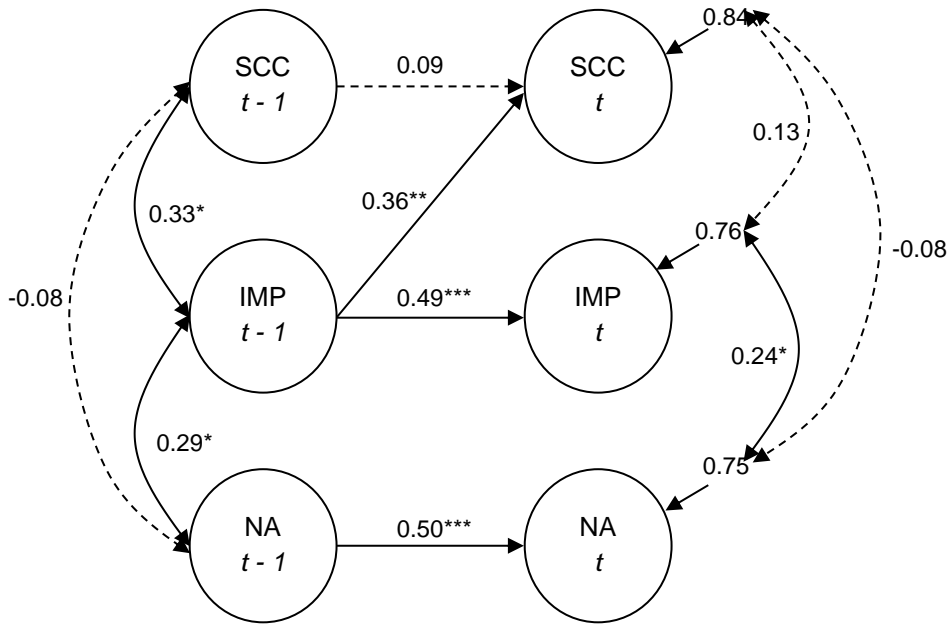 SCC
t - 1
0.09
SCC
t
0.84
0.13
0.33*
0.36**
-0.08
-0.08
IMP
t - 1
0.49***
IMP
t
0.76
0.24*
0.29*
NA
t - 1
0.50***
NA
t
0.75